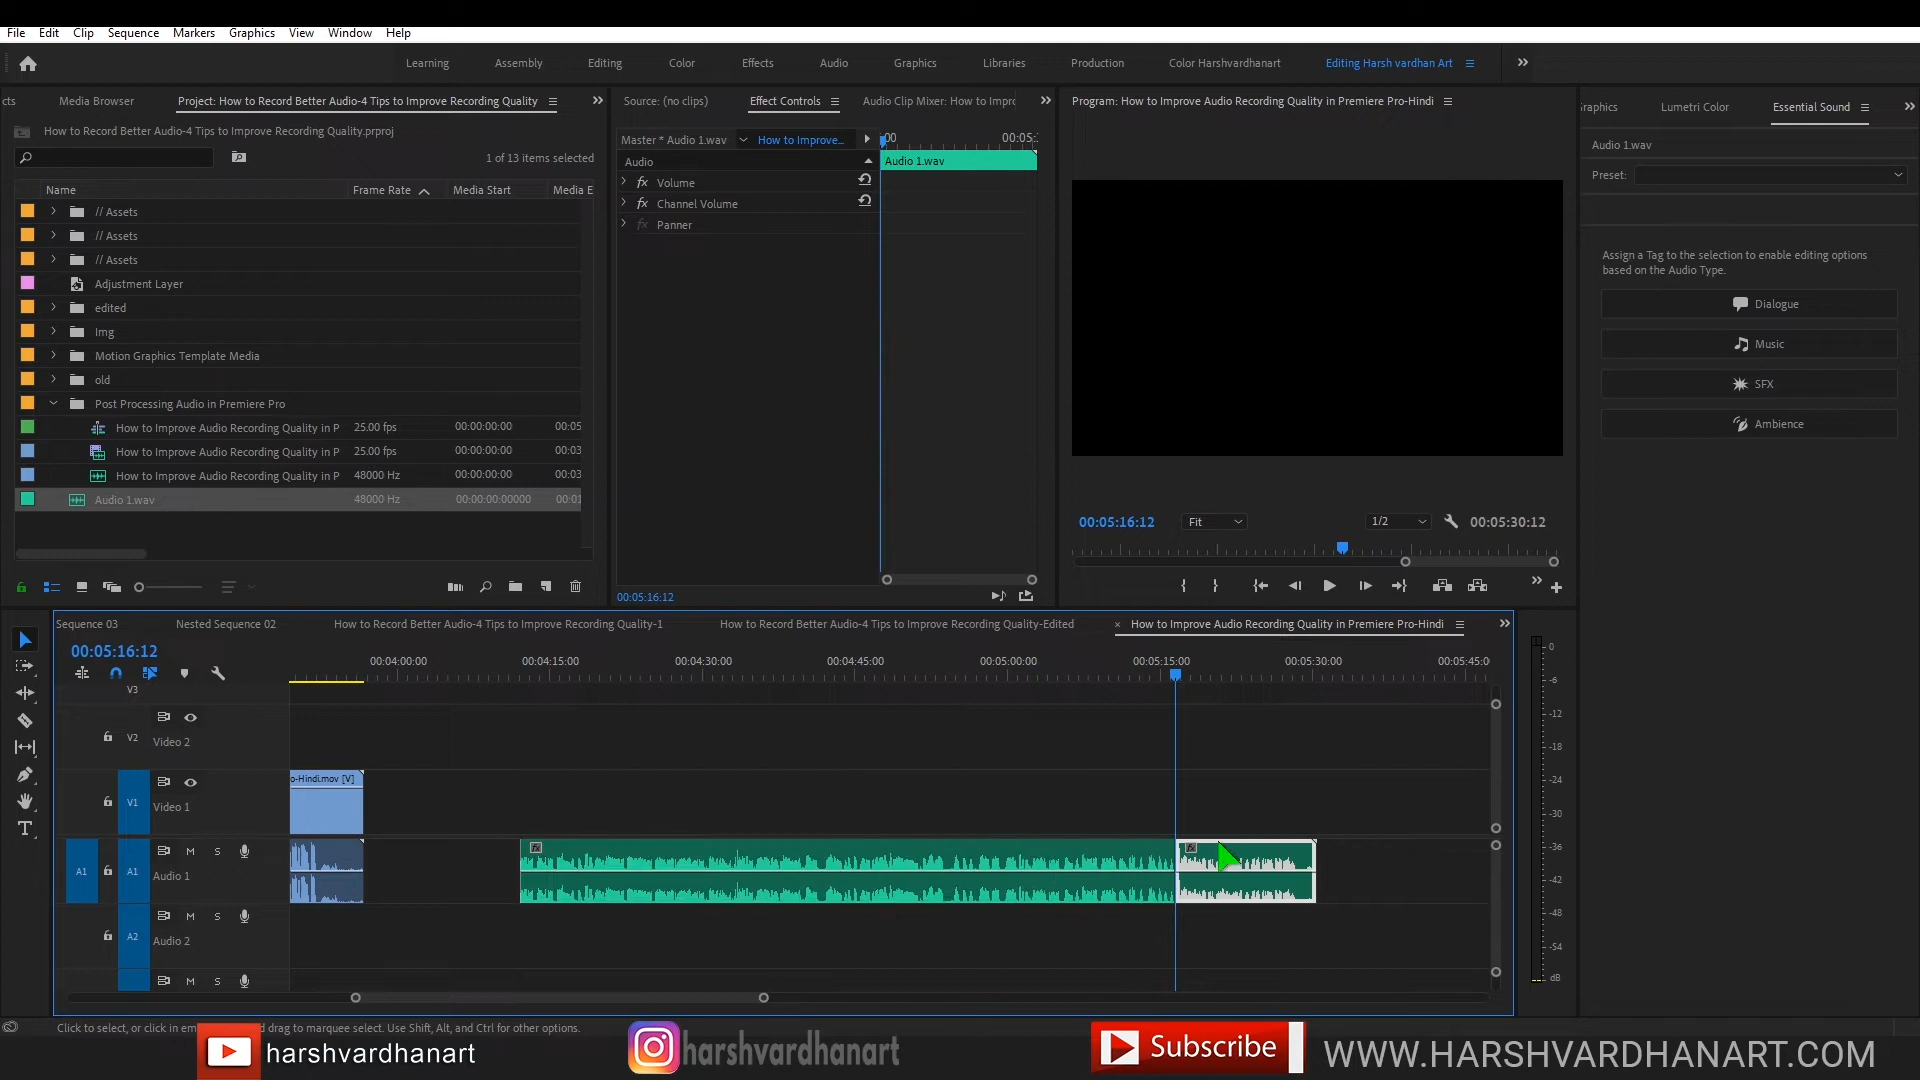 File Edit Clip Sequence Markers Graphics View Window Help
Learning Assembly Editing Color Effects Audio Graphics Libraries Production Color Harshvardhanart Editing Harsh vardhan Art
cts Media Browser Project: How to Record Better Audio-4 Tips to Improve Recording Quality
How to Record Better Audio-4 Tips to Improve Recording Quality.prproj
1 of 13 items selected
Name Frame Rate Media Start Media E
// Assets
// Assets
// Assets
Adjustment Layer
edited
Img
Motion Graphics Template Media
old
Post Processing Audio in Premiere Pro
How to Improve Audio Recording Quality in P 25.00 fps 00:00:00:00 00:05
How to Improve Audio Recording Quality in P 25.00 fps 00:00:00:00 00:03
How to Improve Audio Recording Quality in P 48000 Hz 00:00:00:00 00:03
Audio 1.wav 48000 Hz 00:00:00:00000 00:01
Source: (no clips) Effect Controls Audio Clip Mixer: How to Impro
Master * Audio 1.wav How to Improve... :00 00:05:
Audio Audio 1.wav
fx Volume
fx Channel Volume
fx Panner
00:05:16:12
Program: How to Improve Audio Recording Quality in Premiere Pro-Hindi
00:05:16:12 Fit 1/2 00:05:30:12
raphics Lumetri Color Essential Sound
Audio 1.wav
Preset:
Assign a Tag to the selection to enable editing options
based on the Audio Type.
Dialogue
Music
SFX
Ambience
Sequence 03 Nested Sequence 02 How to Record Better Audio-4 Tips to Improve Recording Quality-1 How to Record Better Audio-4 Tips to Improve Recording Quality-Edited × How to Improve Audio Recording Quality in Premiere Pro-Hindi
00:05:16:12
00:04:00:00 00:04:15:00 00:04:30:00 00:04:45:00 00:05:00:00 00:05:15:00 00:05:30:00 00:05:45:0
V3
V2 Video 2
o-Hindi.mov [V]
V1 V1 Video 1
fx fx
M S
A1 A1 Audio 1
M S
A2 Audio 2
M S
0
-6
-12
-18
-24
-30
-36
-42
-48
-54
dB
Click to select, or click in em d drag to marquee select. Use Shift, Alt, and Ctrl for other options.
harshvardhanart harshvardhanart Subscribe WWW.HARSHVARDHANART.COM